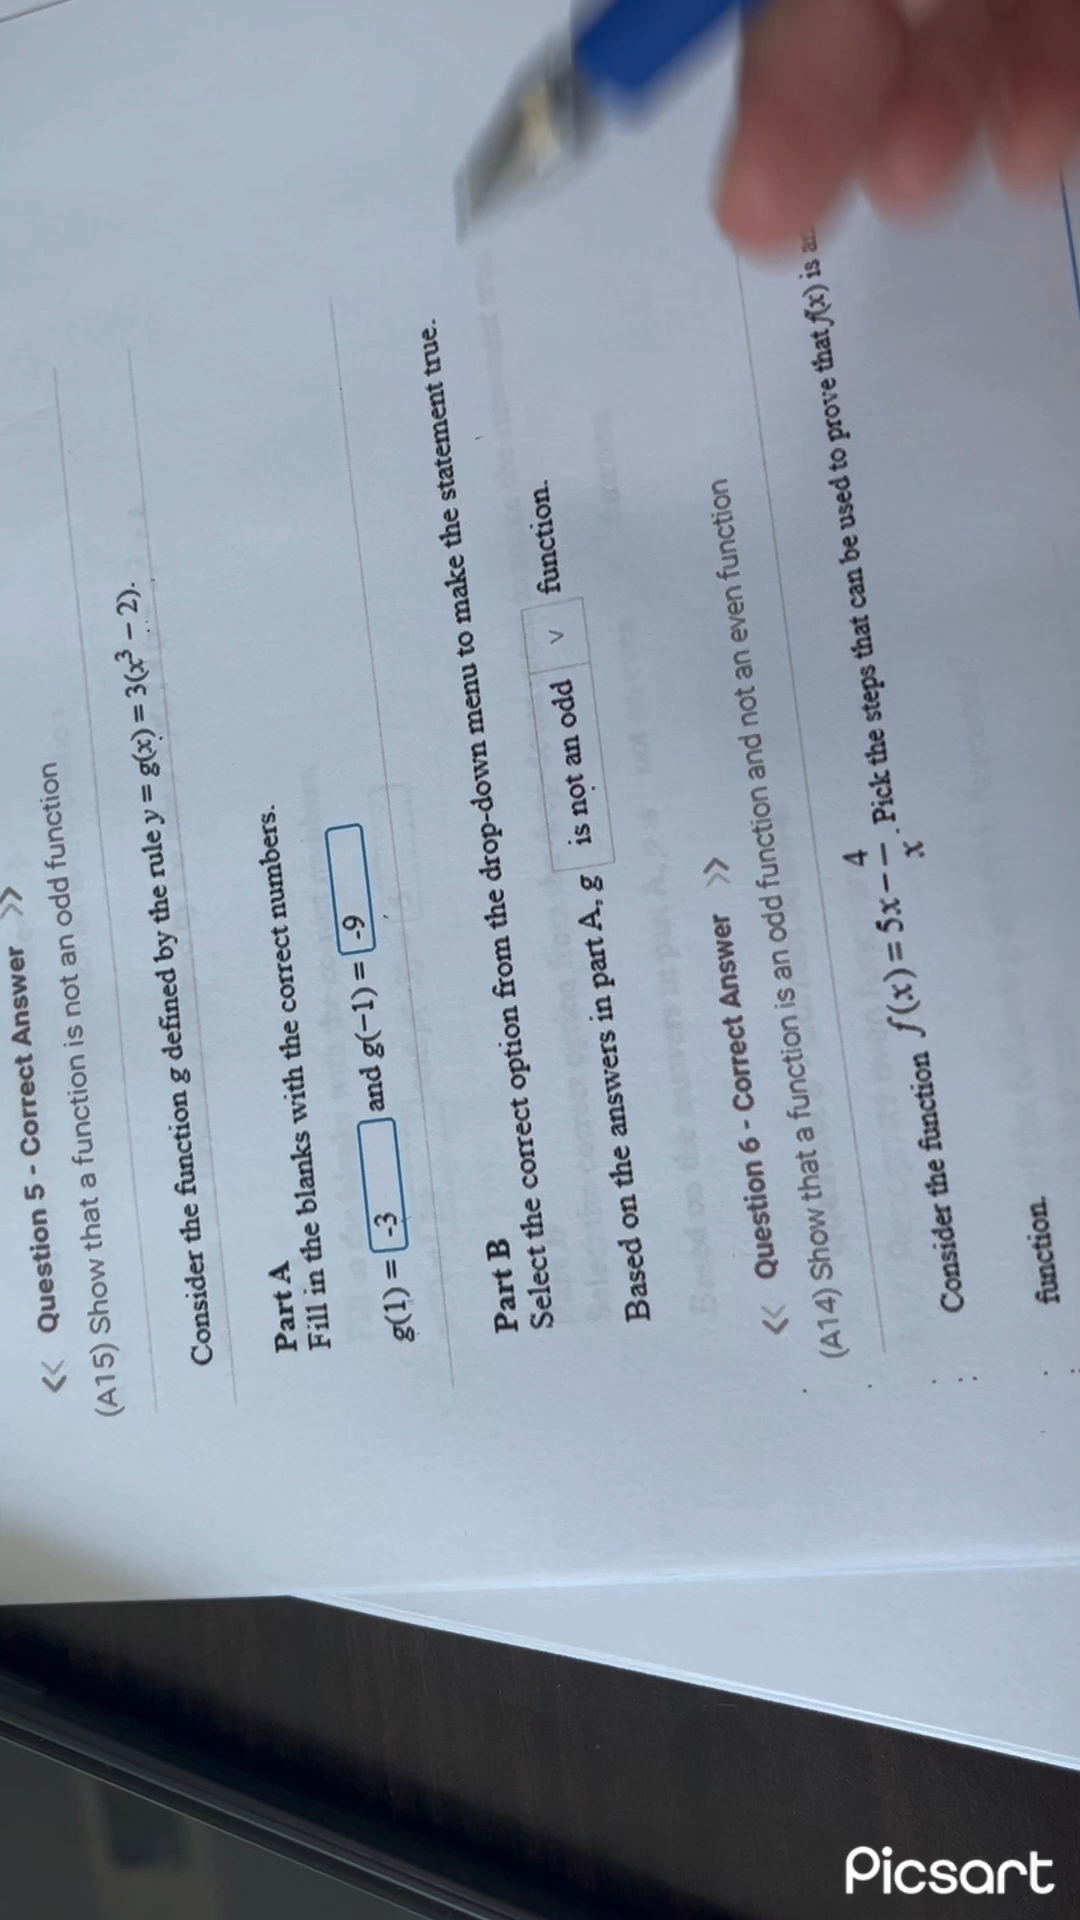 << Question 5 - Correct Answer >>
(A15) Show that a function is not an odd function
Consider the function g defined by the rule y = g(x) = 3(x³ − 2).
Part A
Fill in the blanks with the correct numbers.
g(1) = -3 and g(−1) = -9
Part B
Select the correct option from the drop-down menu to make the statement true.
Based on the answers in part A, g is not an odd v function.
<< Question 6 - Correct Answer >>
(A14) Show that a function is an odd function and not an even function
Consider the function f(x) = 5x − 4/x. Pick the steps that can be used to prove that f(x) is
function.
Picsart